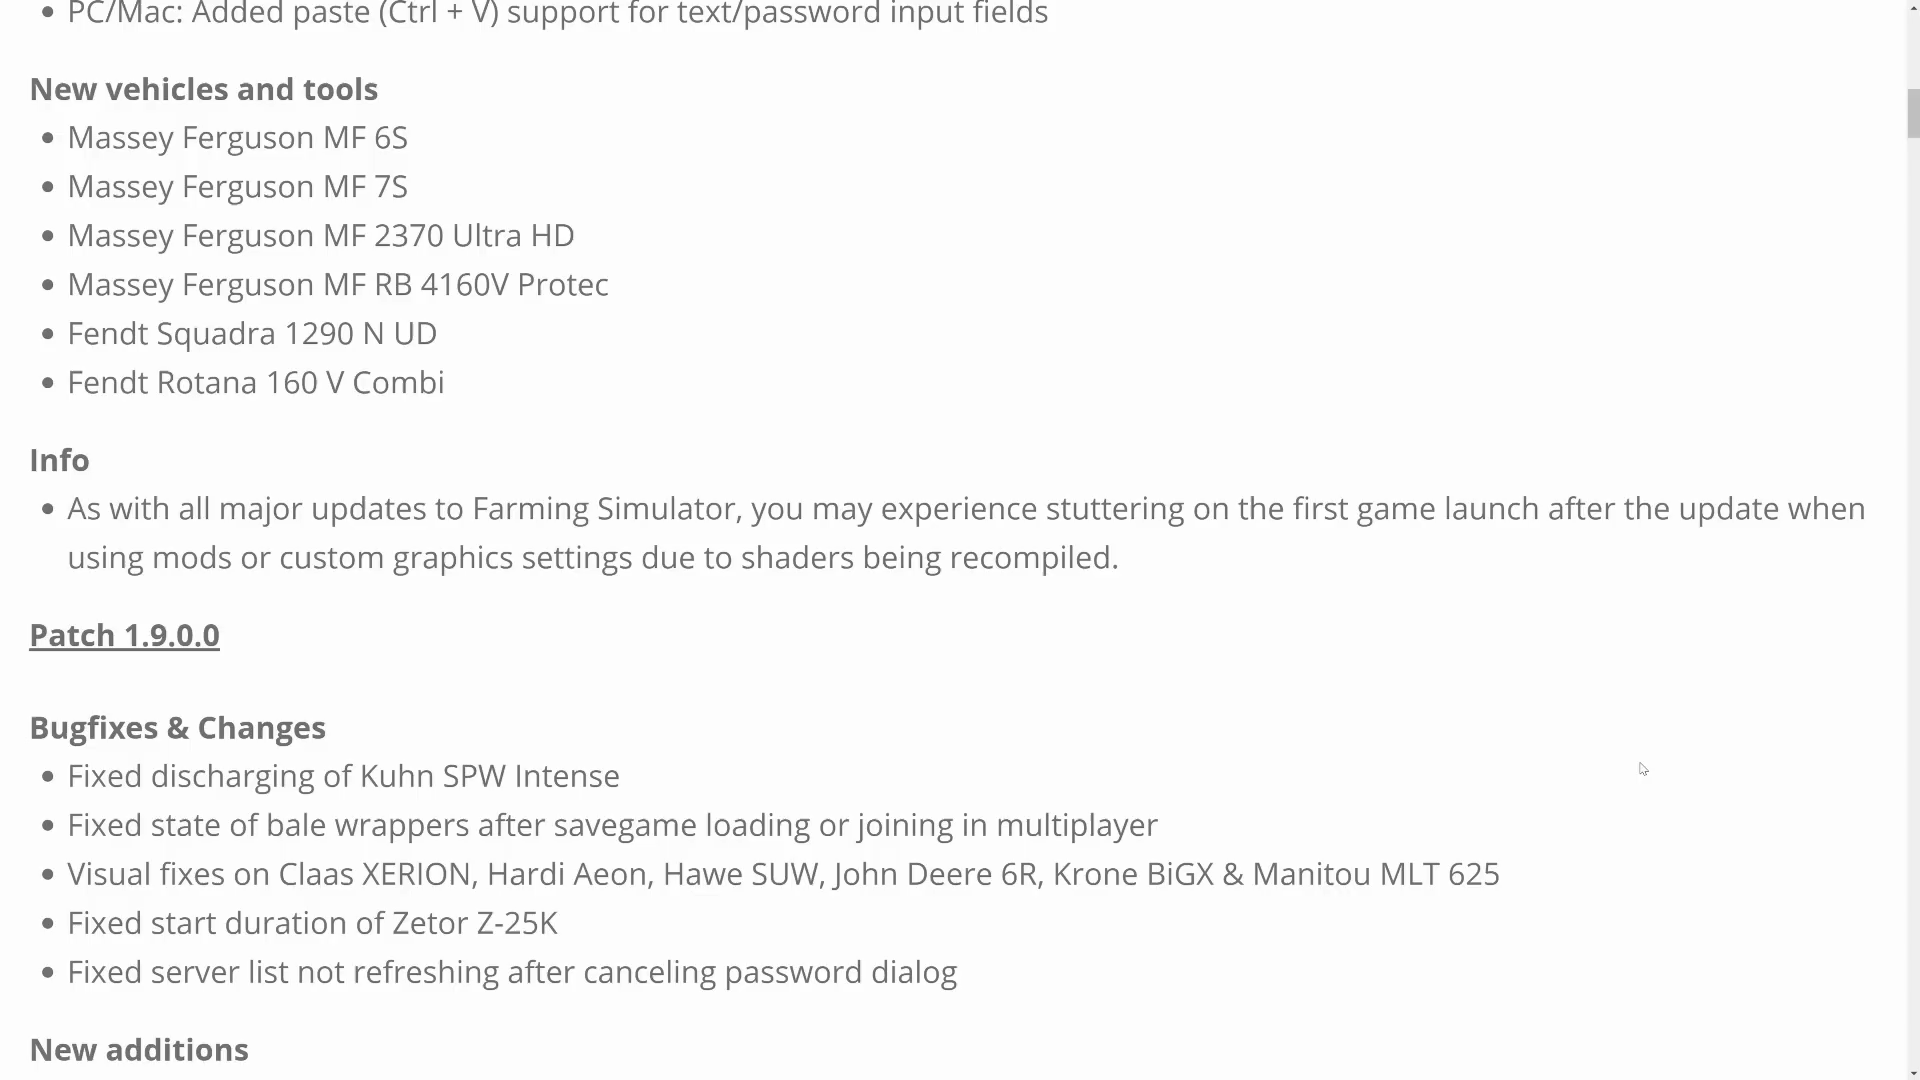 • PC/Mac: Added paste (Ctrl + V) support for text/password input fields
New vehicles and tools
• Massey Ferguson MF 6S
• Massey Ferguson MF 7S
• Massey Ferguson MF 2370 Ultra HD
• Massey Ferguson MF RB 4160V Protec
• Fendt Squadra 1290 N UD
• Fendt Rotana 160 V Combi
Info
• As with all major updates to Farming Simulator, you may experience stuttering on the first game launch after the update when
using mods or custom graphics settings due to shaders being recompiled.
Patch 1.9.0.0
Bugfixes & Changes
• Fixed discharging of Kuhn SPW Intense
• Fixed state of bale wrappers after savegame loading or joining in multiplayer
• Visual fixes on Claas XERION, Hardi Aeon, Hawe SUW, John Deere 6R, Krone BiGX & Manitou MLT 625
• Fixed start duration of Zetor Z-25K
• Fixed server list not refreshing after canceling password dialog
New additions